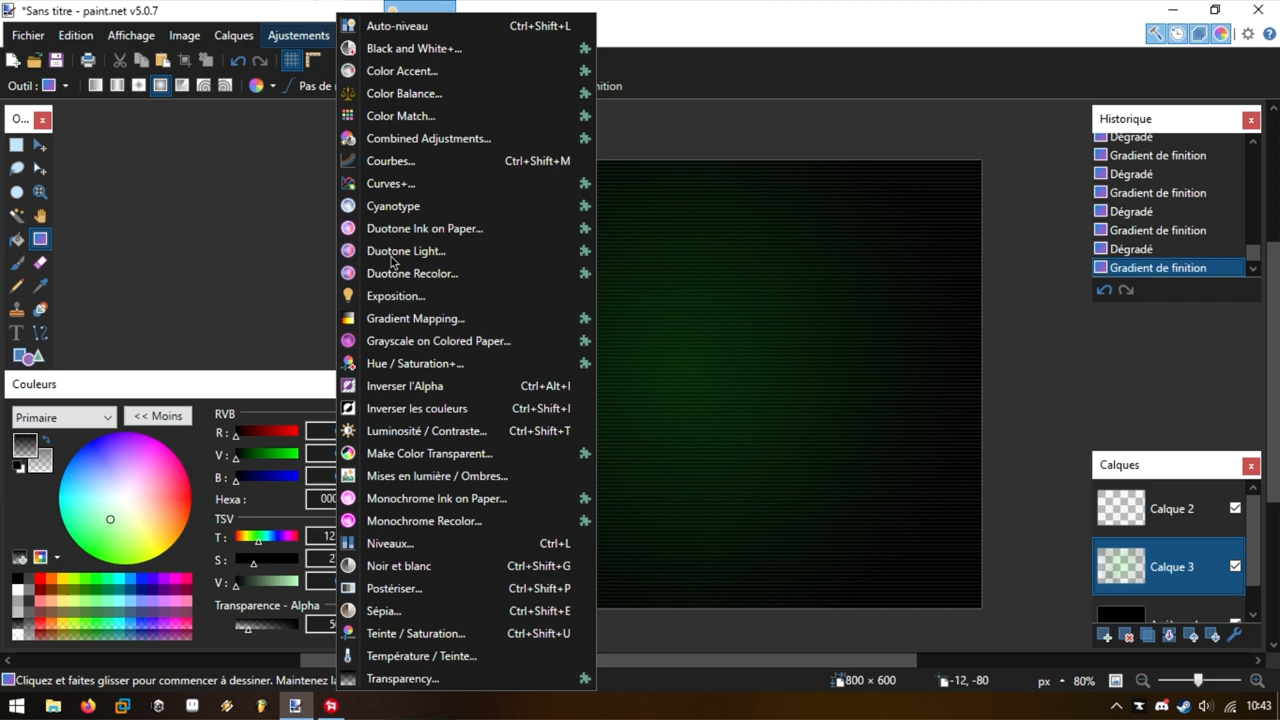 *Sans titre - paint.net v5.0.7
Fichier Edition Affichage Image Calques Ajustements
Outil : Pas de
O...
Auto-niveau Ctrl+Shift+L
Black and White+...
Color Accent...
Color Balance...
Color Match...
Combined Adjustments...
Courbes... Ctrl+Shift+M
Curves+...
Cyanotype
Duotone Ink on Paper...
Duotone Light...
Duotone Recolor...
Exposition...
Gradient Mapping...
Grayscale on Colored Paper...
Hue / Saturation+...
Inverser l'Alpha Ctrl+Alt+I
Inverser les couleurs Ctrl+Shift+I
Luminosité / Contraste... Ctrl+Shift+T
Make Color Transparent...
Mises en lumière / Ombres...
Monochrome Ink on Paper...
Monochrome Recolor...
Niveaux... Ctrl+L
Noir et blanc Ctrl+Shift+G
Postériser... Ctrl+Shift+P
Sépia... Ctrl+Shift+E
Teinte / Saturation... Ctrl+Shift+U
Température / Teinte...
Transparency...
Historique
Dégradé
Gradient de finition
Dégradé
Gradient de finition
Dégradé
Gradient de finition
Dégradé
Gradient de finition
Couleurs
Primaire
<< Moins
RVB
R :
V :
B :
Hexa : 000
TSV
T : 12
S : 2
V :
Transparence - Alpha
Calques
Calque 2
Calque 3
Cliquez et faites glisser pour commencer à dessiner. Maintenez la
800 × 600
-12, -80
px
80%
10:43